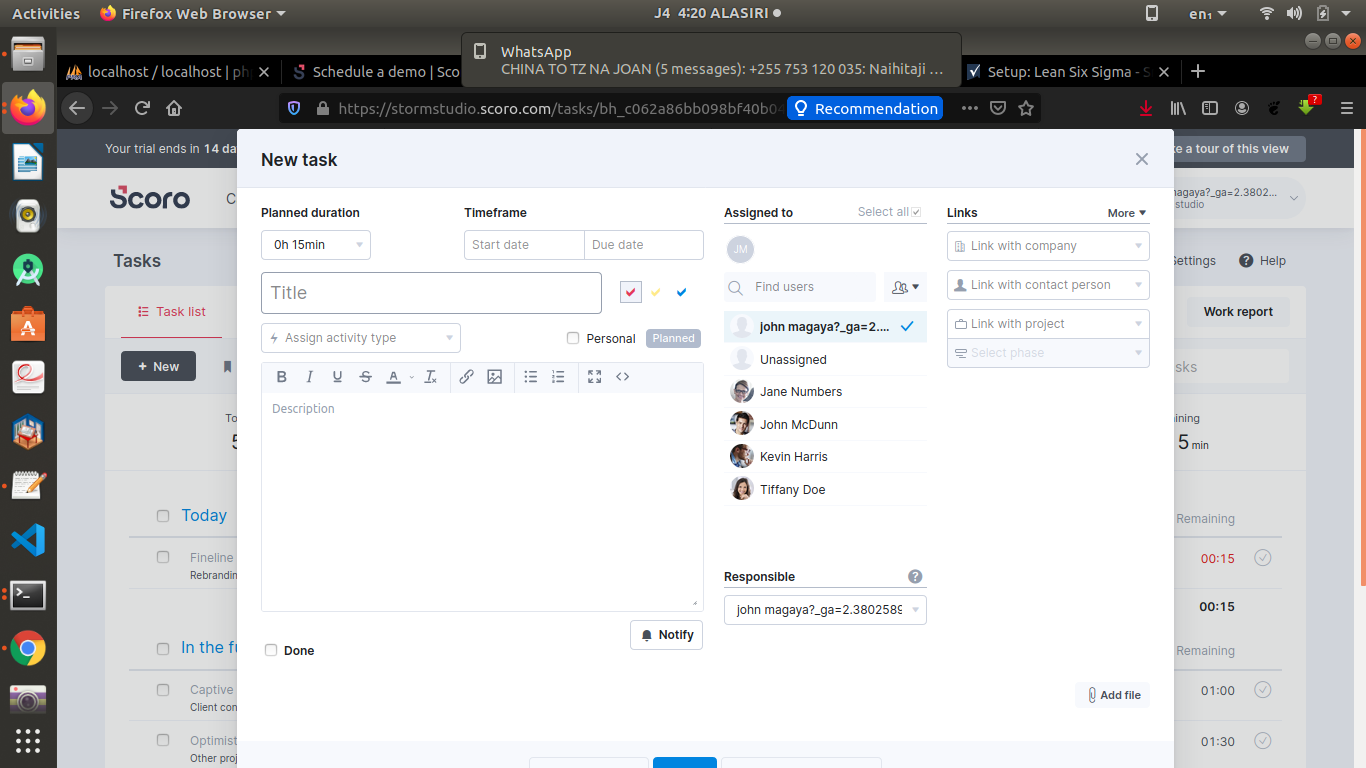 Activities
Firefox Web Browser
J4 4:20 ALASIRI
en₁
WhatsApp
CHINA TO TZ NA JOAN (5 messages): +255 753 120 035: Naihitaji ...
localhost / localhost | ph
Schedule a demo | Sco
Setup: Lean Six Sigma - S
https://stormstudio.scoro.com/tasks/bh_c062a86bb098bf40b04
Recommendation
?
Your trial ends in 14 da
e a tour of this view
Scoro
C
magaya?_ga=2.3802...
studio
New task
Planned duration
Timeframe
Assigned to
Select all
Links
More
0h 15min
Start date
Due date
JM
Link with company
Tasks
Settings
Help
Title
Find users
Link with contact person
Task list
Work report
john magaya?_ga=2....
Link with project
Assign activity type
Personal
Planned
Unassigned
Select phase
+ New
sks
B I U S A
Jane Numbers
Description
John McDunn
To
ining
5
5 min
Kevin Harris
Tiffany Doe
Today
Remaining
Fineline
00:15
Rebrandin
Responsible
?
john magaya?_ga=2.3802589
00:15
Notify
In the fu
Done
Remaining
Captive
01:00
Client con
Add file
Optimist
01:30
Other proj